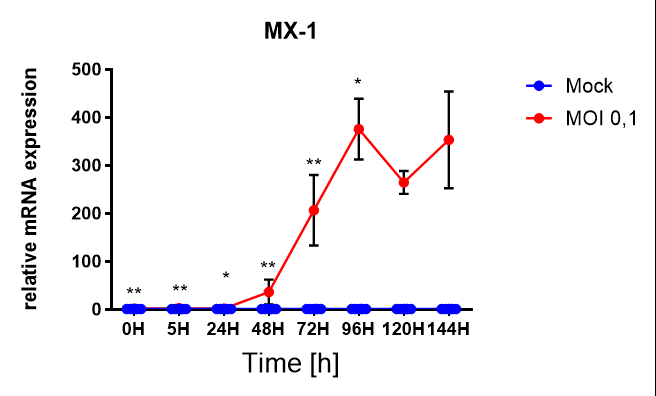 MX-1
relative mRNA expression
500
400
300
200
100
0
** ** * ** ** *
0H 5H 24H 48H 72H 96H 120H 144H
Time [h]
Mock
MOI 0,1